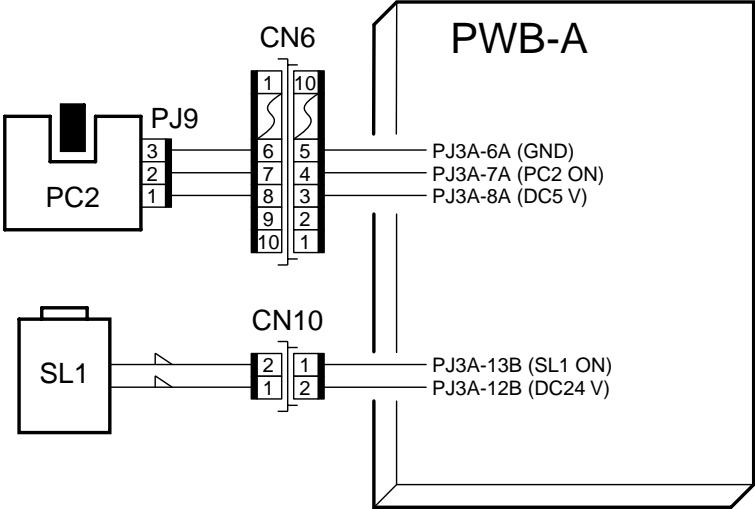 CN6
PWB-A
1 10
PJ9
3 6 5 PJ3A-6A (GND)
2 7 4 PJ3A-7A (PC2 ON)
PC2 1 8 3 PJ3A-8A (DC5 V)
9 2
10 1
CN10
SL1 2 1 PJ3A-13B (SL1 ON)
1 2 PJ3A-12B (DC24 V)